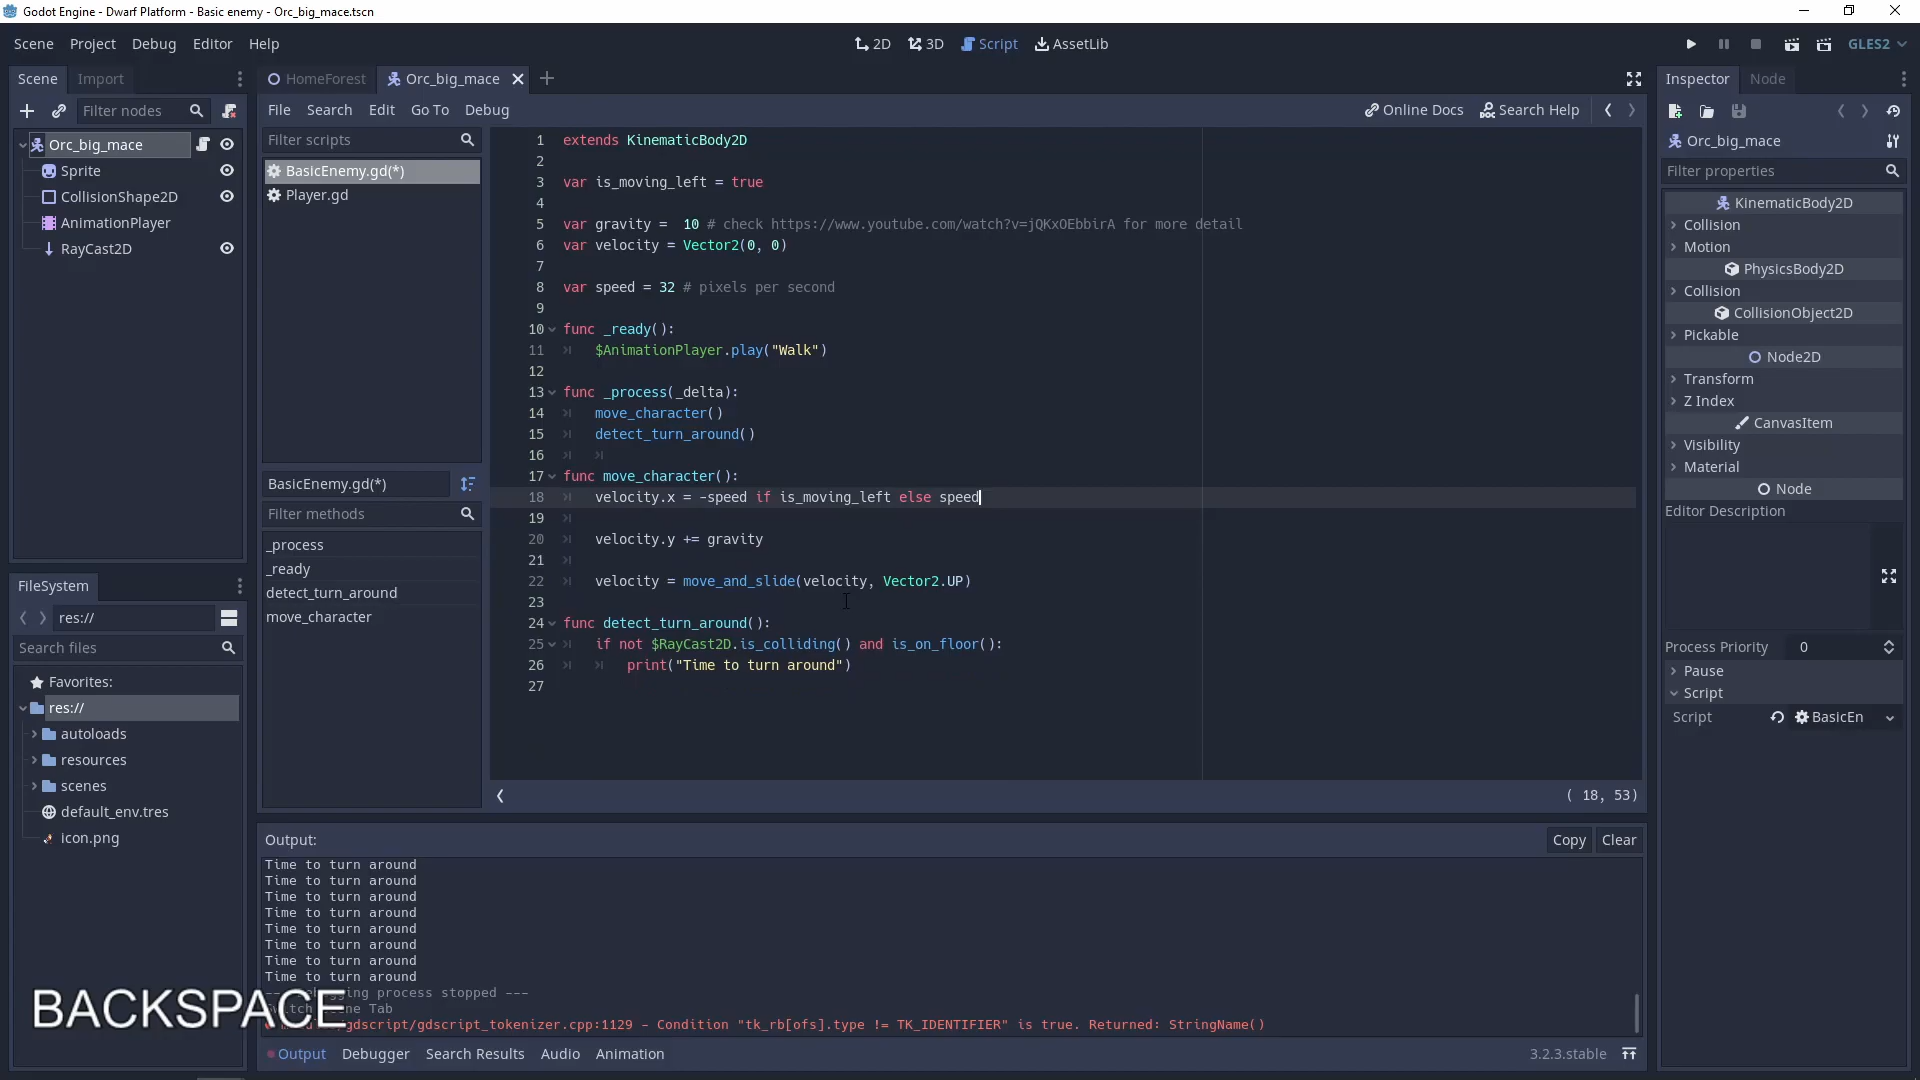 Godot Engine - Dwarf Platform - Basic enemy - Orc_big_mace.tscn
Scene Project Debug Editor Help
2D 3D Script AssetLib
GLES2
Scene Import
Filter nodes
Orc_big_mace
Sprite
CollisionShape2D
AnimationPlayer
RayCast2D
FileSystem
res://
Search files
Favorites:
res://
autoloads
resources
scenes
default_env.tres
icon.png
HomeForest Orc_big_mace
File Search Edit Go To Debug
Online Docs Search Help
Filter scripts
BasicEnemy.gd(*)
Player.gd
BasicEnemy.gd(*)
Filter methods
_process
_ready
detect_turn_around
move_character
1 extends KinematicBody2D
2
3 var is_moving_left = true
4
5 var gravity =  10 # check https://www.youtube.com/watch?v=jQKxOEbbirA for more detail
6 var velocity = Vector2(0, 0)
7
8 var speed = 32 # pixels per second
9
10 func _ready():
11 $AnimationPlayer.play("Walk")
12
13 func _process(_delta):
14 move_character()
15 detect_turn_around()
16
17 func move_character():
18 velocity.x = -speed if is_moving_left else speed
19
20 velocity.y += gravity
21
22 velocity = move_and_slide(velocity, Vector2.UP)
23
24 func detect_turn_around():
25 if not $RayCast2D.is_colliding() and is_on_floor():
26 print("Time to turn around")
27
( 18, 53)
Output:
Copy Clear
Time to turn around
Time to turn around
Time to turn around
Time to turn around
Time to turn around
Time to turn around
Time to turn around
Time to turn around
process stopped ---
Tab
gdscript/gdscript_tokenizer.cpp:1129 - Condition "tk_rb[ofs].type != TK_IDENTIFIER" is true. Returned: StringName()
BACKSPACE
Output Debugger Search Results Audio Animation
3.2.3.stable
Inspector Node
Orc_big_mace
Filter properties
KinematicBody2D
Collision
Motion
PhysicsBody2D
Collision
CollisionObject2D
Pickable
Node2D
Transform
Z Index
CanvasItem
Visibility
Material
Node
Editor Description
Process Priority 0
Pause
Script
Script BasicEn